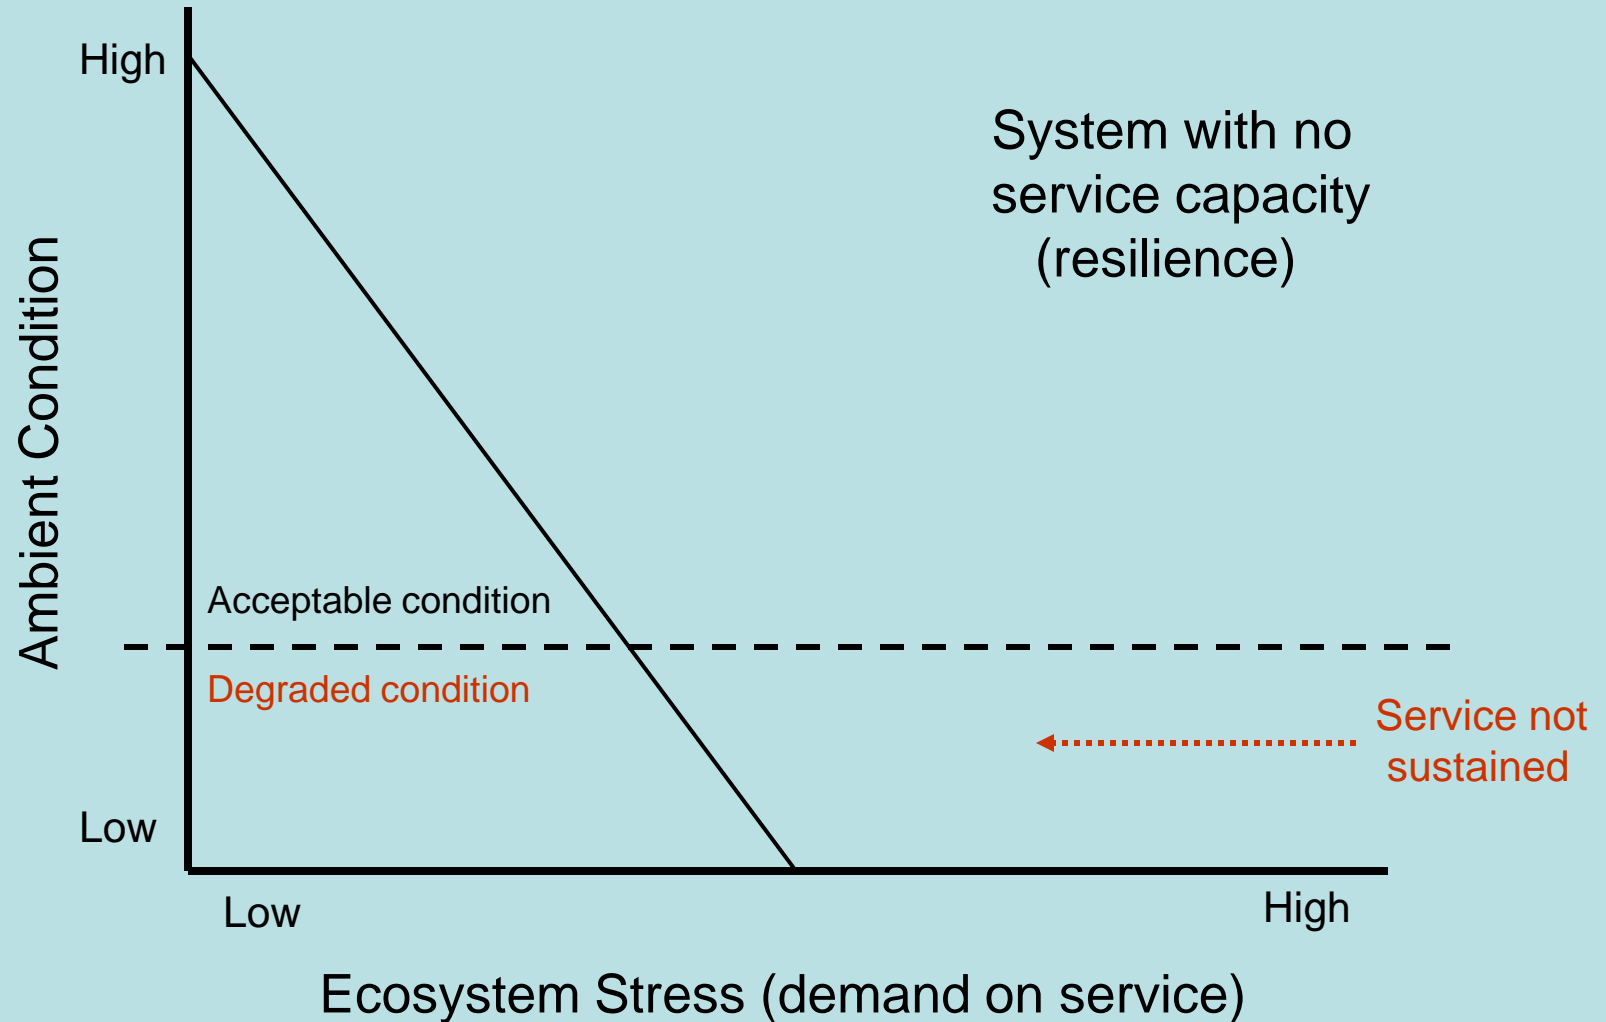 High
System with no
service capacity
(resilience)
Ambient Condition
Acceptable condition
Degraded condition
Service not
sustained
Low
Low
High
Ecosystem Stress (demand on service)